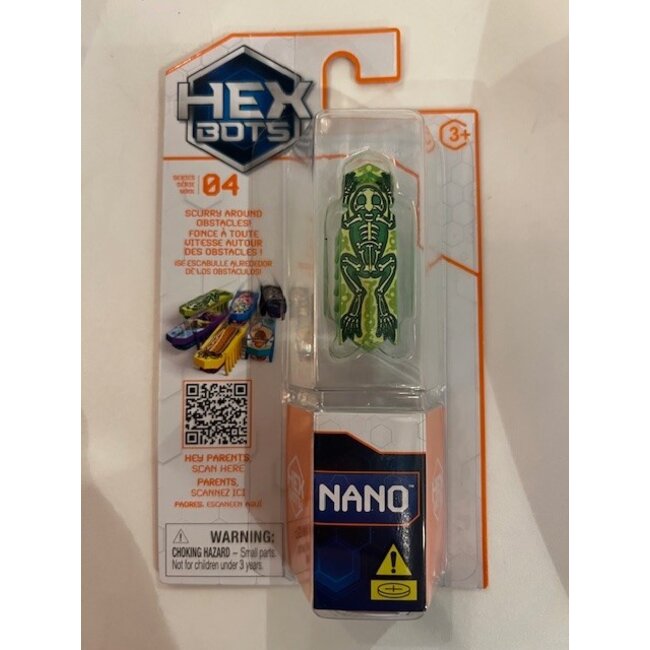 HEX
BOTS
3+
SERIES
SÉRIE
SERIE
04
SCURRY AROUND
OBSTACLES!
FONCE À TOUTE
VITESSE AUTOUR
DES OBSTACLES !
¡SE ESCABULLE ALREDEDOR
DE LOS OBSTÁCULOS!
HEY PARENTS,
SCAN HERE
PARENTS,
SCANNEZ ICI
PADRES, ESCANEEN AQUÍ
NANO™
WARNING:
CHOKING HAZARD – Small parts.
Not for children under 3 years.